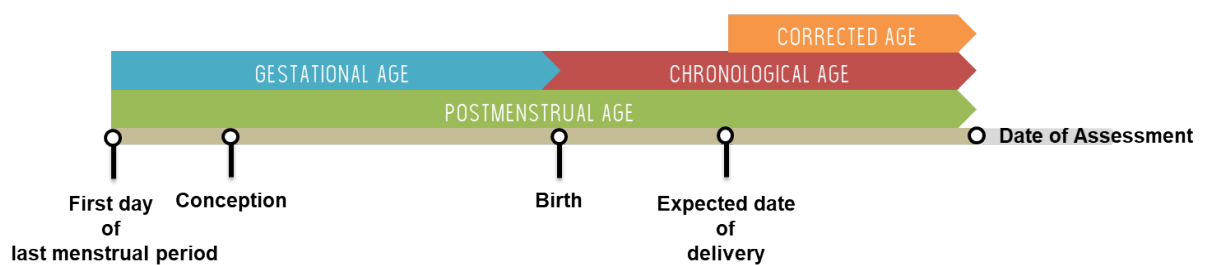 CORRECTED AGE
GESTATIONAL AGE
CHRONOLOGICAL AGE
POSTMENSTRUAL AGE
Date of Assessment
First day
of
last menstrual period
Conception
Birth
Expected date
of
delivery